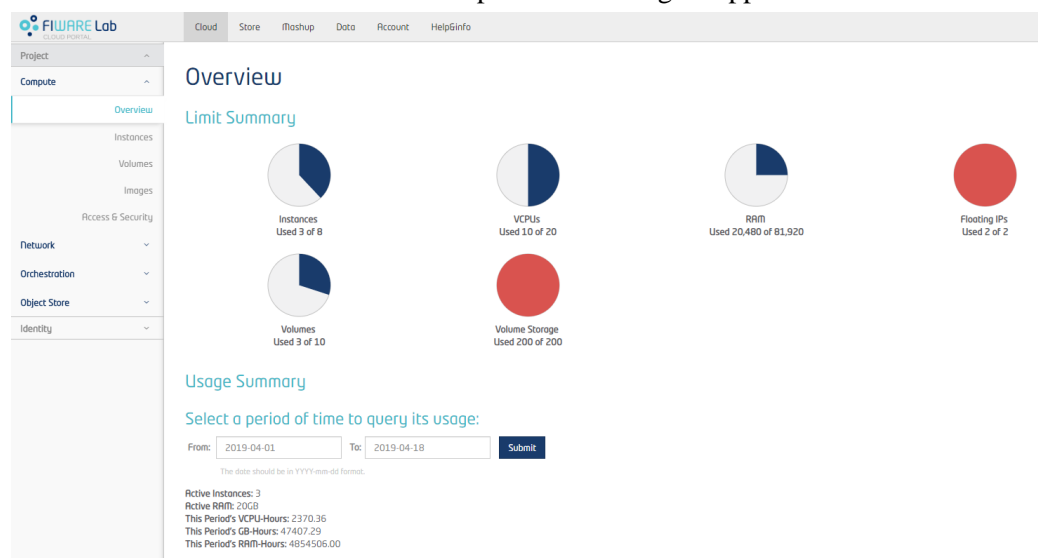 FIWARE Lab
CLOUD PORTAL
Cloud Store Mashup Data Account Help&info
Project
Compute
Overview
Instances
Volumes
Images
Access & Security
Network
Orchestration
Object Store
Identity
Overview
Limit Summary
Instances
Used 3 of 8
VCPUs
Used 10 of 20
RAM
Used 20,480 of 81,920
Floating IPs
Used 2 of 2
Volumes
Used 3 of 10
Volume Storage
Used 200 of 200
Usage Summary
Select a period of time to query its usage:
From: 2019-04-01 To: 2019-04-18 Submit
The date should be in YYYY-mm-dd format.
Active Instances: 3
Active RAM: 20GB
This Period's VCPU-Hours: 2370.36
This Period's GB-Hours: 47407.29
This Period's RAM-Hours: 4854506.00